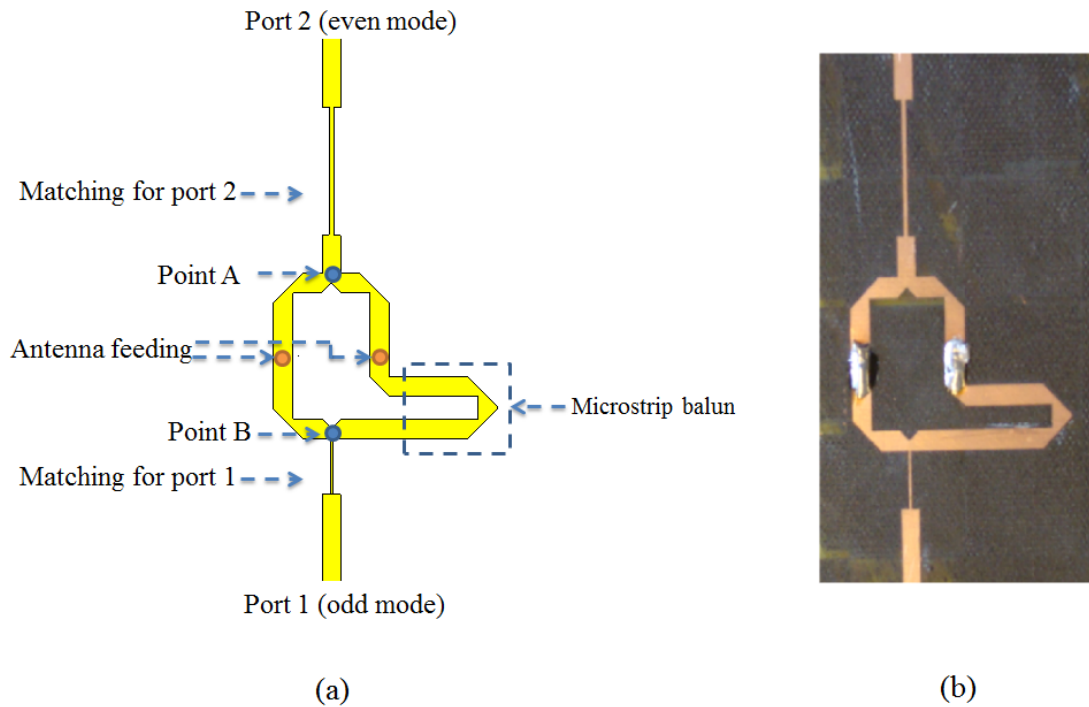 Port 2 (even mode)
Matching for port 2
Point A
Antenna feeding
Microstrip balun
Point B
Matching for port 1
Port 1 (odd mode)
(a)
(b)